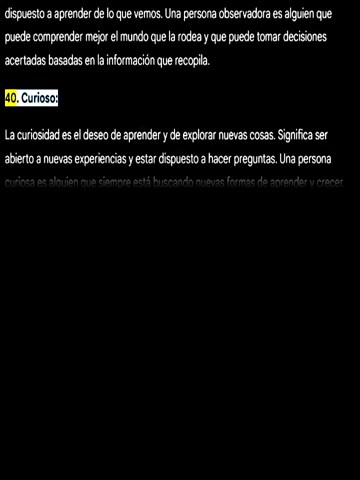 dispuesto a aprender de lo que vemos. Una persona observadora es alguien que
puede comprender mejor el mundo que la rodea y que puede tomar decisiones
acertadas basadas en la información que recopila.
40. Curioso:
La curiosidad es el deseo de aprender y de explorar nuevas cosas. Significa ser
abierto a nuevas experiencias y estar dispuesto a hacer preguntas. Una persona
curiosa es alguien que siempre está buscando nuevas formas de aprender y crecer.